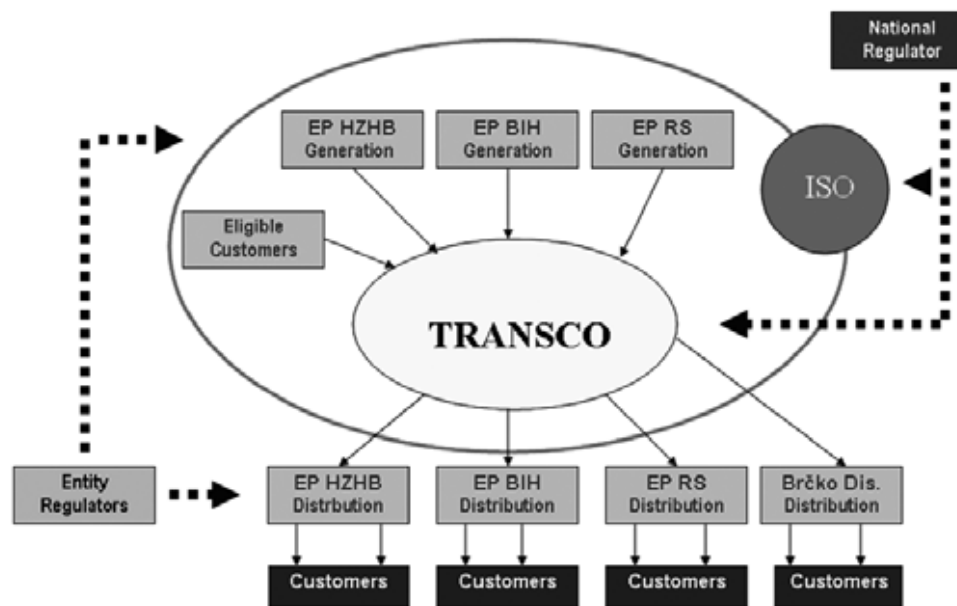 National
Regulator
EP HZHB
Generation
EP BIH
Generation
EP RS
Generation
ISO
Eligible
Customers
TRANSCO
Entity
Regulators
EP HZHB
Distrbution
EP BIH
Distribution
EP RS
Distribution
Brčko Dis.
Distribution
Customers
Customers
Customers
Customers